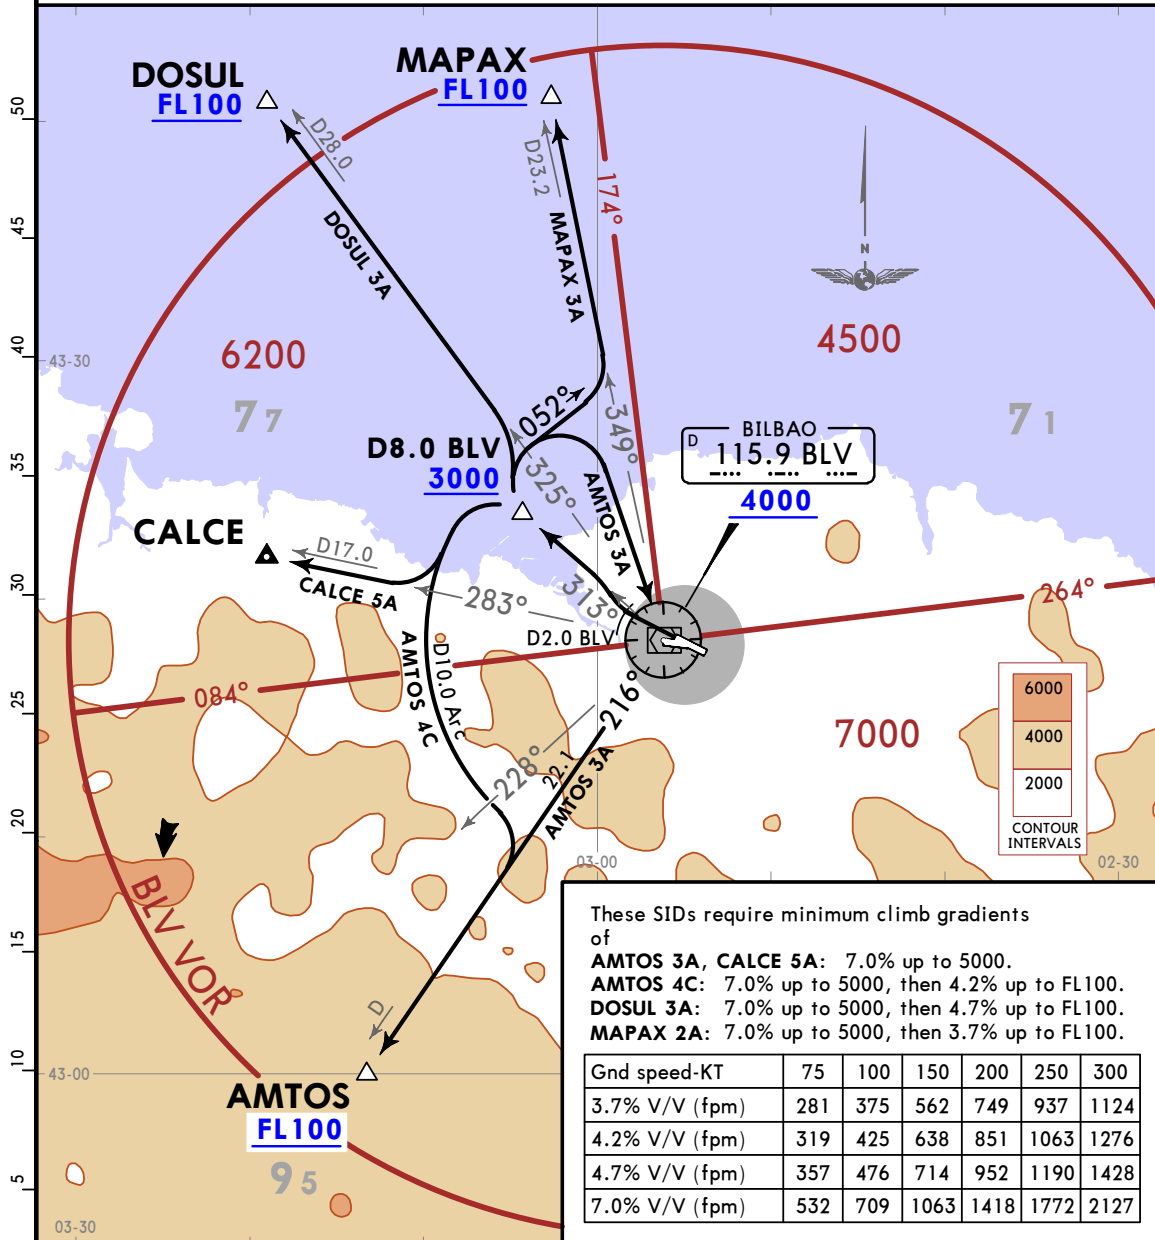 DOSUL
FL100
MAPAX
FL100
D28.0
D23.2
174°
DOSUL 3A
MAPAX 3A
N
50
45
40
35
30
25
20
15
10
5
43-30
6200
4500
77
71
052°
349°
D8.0 BLV
3000
325°
AMTOS 3A
BILBAO
D
115.9 BLV
4000
CALCE
D17.0
CALCE 5A
283°
313°
D2.0 BLV
264°
084°
AMTOS 4C
D10.0 Arc
216°
228°
22.1
AMTOS 3A
7000
6000
4000
2000
CONTOUR
INTERVALS
03-00
02-30
BLV VOR
D
43-00
AMTOS
FL100
95
03-30
These SIDs require minimum climb gradients
of
AMTOS 3A, CALCE 5A: 7.0% up to 5000.
AMTOS 4C: 7.0% up to 5000, then 4.2% up to FL100.
DOSUL 3A: 7.0% up to 5000, then 4.7% up to FL100.
MAPAX 2A: 7.0% up to 5000, then 3.7% up to FL100.
Gnd speed-KT 75 100 150 200 250 300
3.7% V/V (fpm) 281 375 562 749 937 1124
4.2% V/V (fpm) 319 425 638 851 1063 1276
4.7% V/V (fpm) 357 476 714 952 1190 1428
7.0% V/V (fpm) 532 709 1063 1418 1772 2127